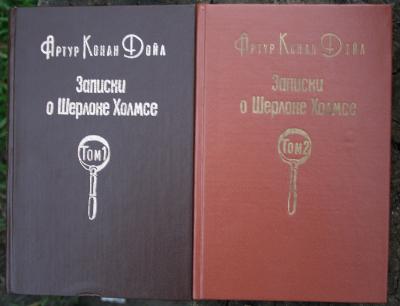 Артур Конан Дойл
Записки
о Шерлоке Холмсе
Том 1
Артур Конан Дойл
Записки
о Шерлоке Холмсе
Том 2